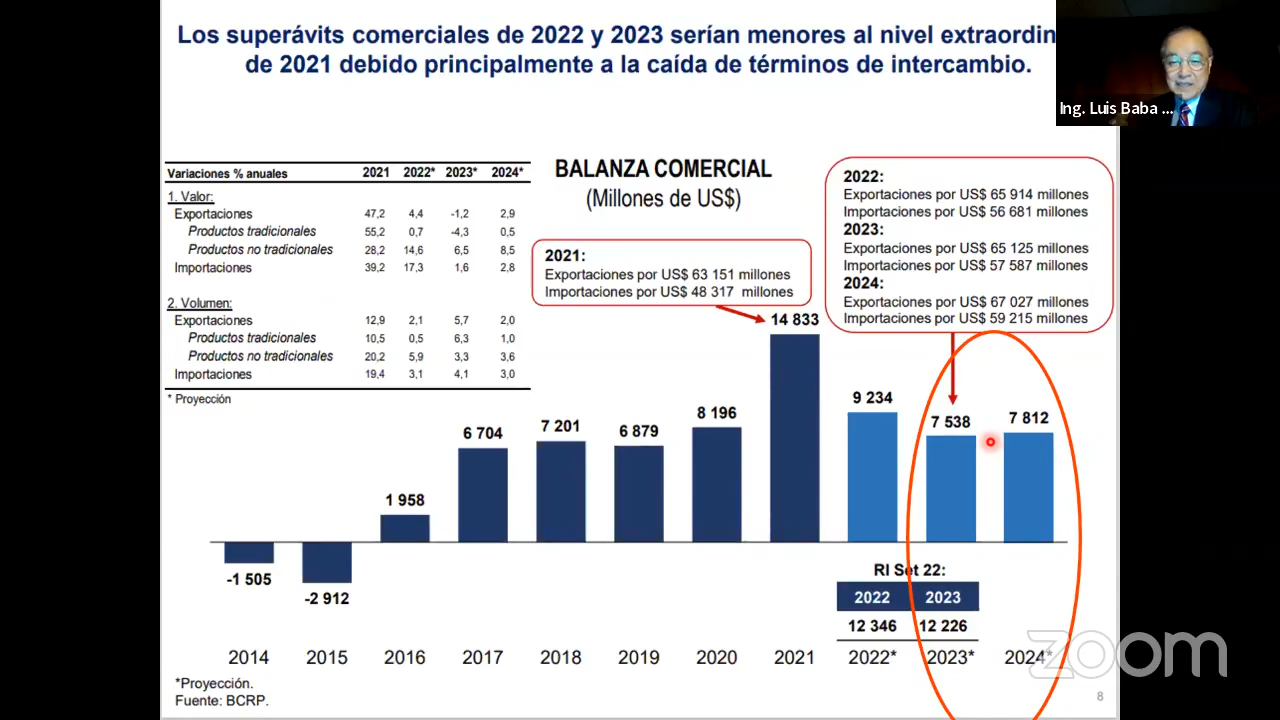 Los superávits comerciales de 2022 y 2023 serían menores al nivel extraordin
de 2021 debido principalmente a la caída de términos de intercambio.
Ing. Luis Baba ...
Variaciones % anuales 2021 2022* 2023* 2024*
1. Valor:
Exportaciones 47,2 4,4 -1,2 2,9
Productos tradicionales 55,2 0,7 -4,3 0,5
Productos no tradicionales 28,2 14,6 6,5 8,5
Importaciones 39,2 17,3 1,6 2,8
2. Volumen:
Exportaciones 12,9 2,1 5,7 2,0
Productos tradicionales 10,5 0,5 6,3 1,0
Productos no tradicionales 20,2 5,9 3,3 3,6
Importaciones 19,4 3,1 4,1 3,0
* Proyección
BALANZA COMERCIAL
(Millones de US$)
2021:
Exportaciones por US$ 63 151 millones
Importaciones por US$ 48 317 millones
2022:
Exportaciones por US$ 65 914 millones
Importaciones por US$ 56 681 millones
2023:
Exportaciones por US$ 65 125 millones
Importaciones por US$ 57 587 millones
2024:
Exportaciones por US$ 67 027 millones
Importaciones por US$ 59 215 millones
-1 505
-2 912
1 958
6 704
7 201
6 879
8 196
14 833
9 234
7 538
7 812
RI Set 22:
2022 2023
12 346 12 226
2014 2015 2016 2017 2018 2019 2020 2021 2022* 2023* 2024*
*Proyección.
Fuente: BCRP.
zoom
8